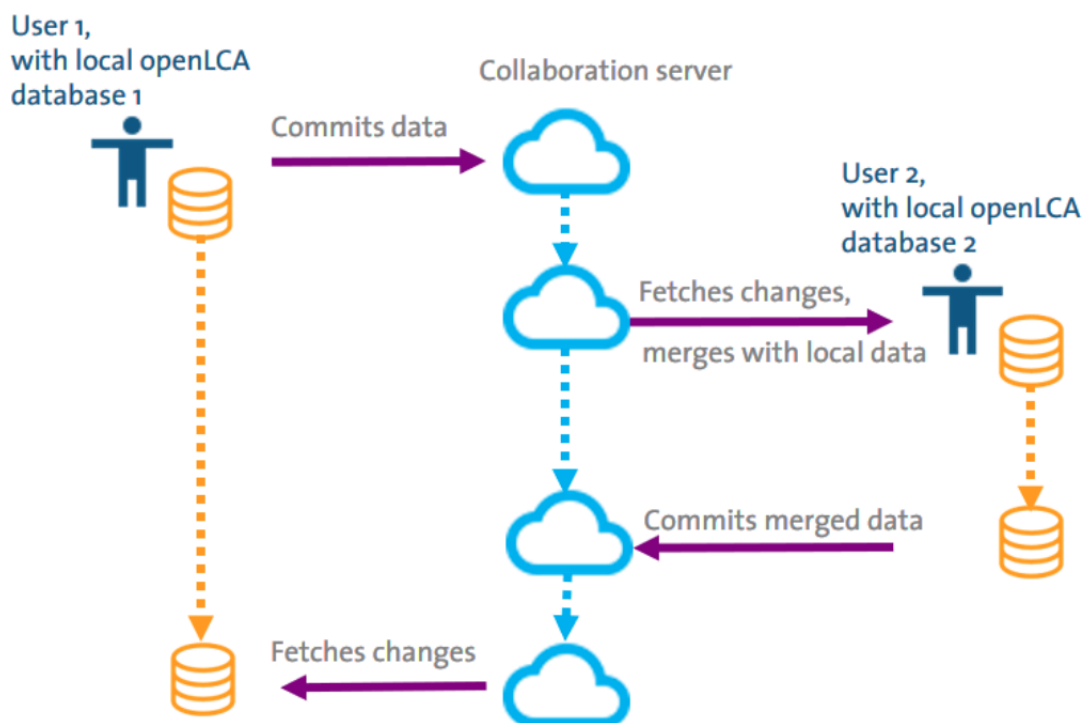 User 1,
with local openLCA
database 1
Collaboration server
Commits data
User 2,
with local openLCA
database 2
Fetches changes,
merges with local data
Commits merged data
Fetches changes